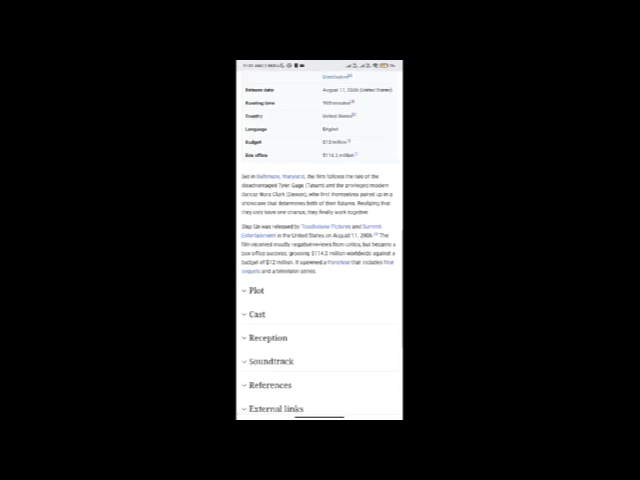 Distribution
Release date August 11, 2006 (United States)
Running time
Country United States
Language English
Budget $12 million
Box office $114.2 million
Set in Baltimore, Maryland, the film follows the tale of the
disadvantaged Tyler Gage (Tatum) and the privileged modern
dancer Nora Clark (Dewan), who find themselves paired up in a
showcase that determines both of their futures. Realizing that
they only have one chance, they finally work together.
Step Up was released by Touchstone Pictures and Summit
Entertainment in the United States on August 11, 2006. The
film received mostly negative reviews from critics, but became a
box office success, grossing $114.2 million worldwide against a
budget of $12 million. It spawned a franchise that includes
sequels and a television series.
Plot
Cast
Reception
Soundtrack
References
External links